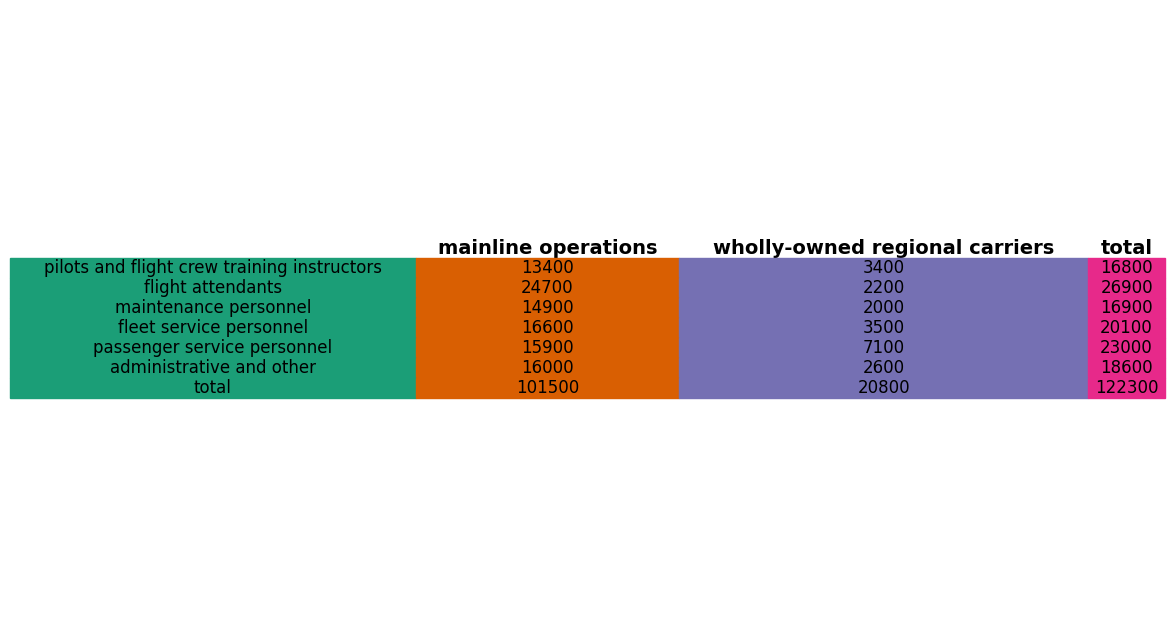 mainline operations wholly-owned regional carriers total
pilots and flight crew training instructors 13400 3400 16800
flight attendants 24700 2200 26900
maintenance personnel 14900 2000 16900
fleet service personnel 16600 3500 20100
passenger service personnel 15900 7100 23000
administrative and other 16000 2600 18600
total 101500 20800 122300